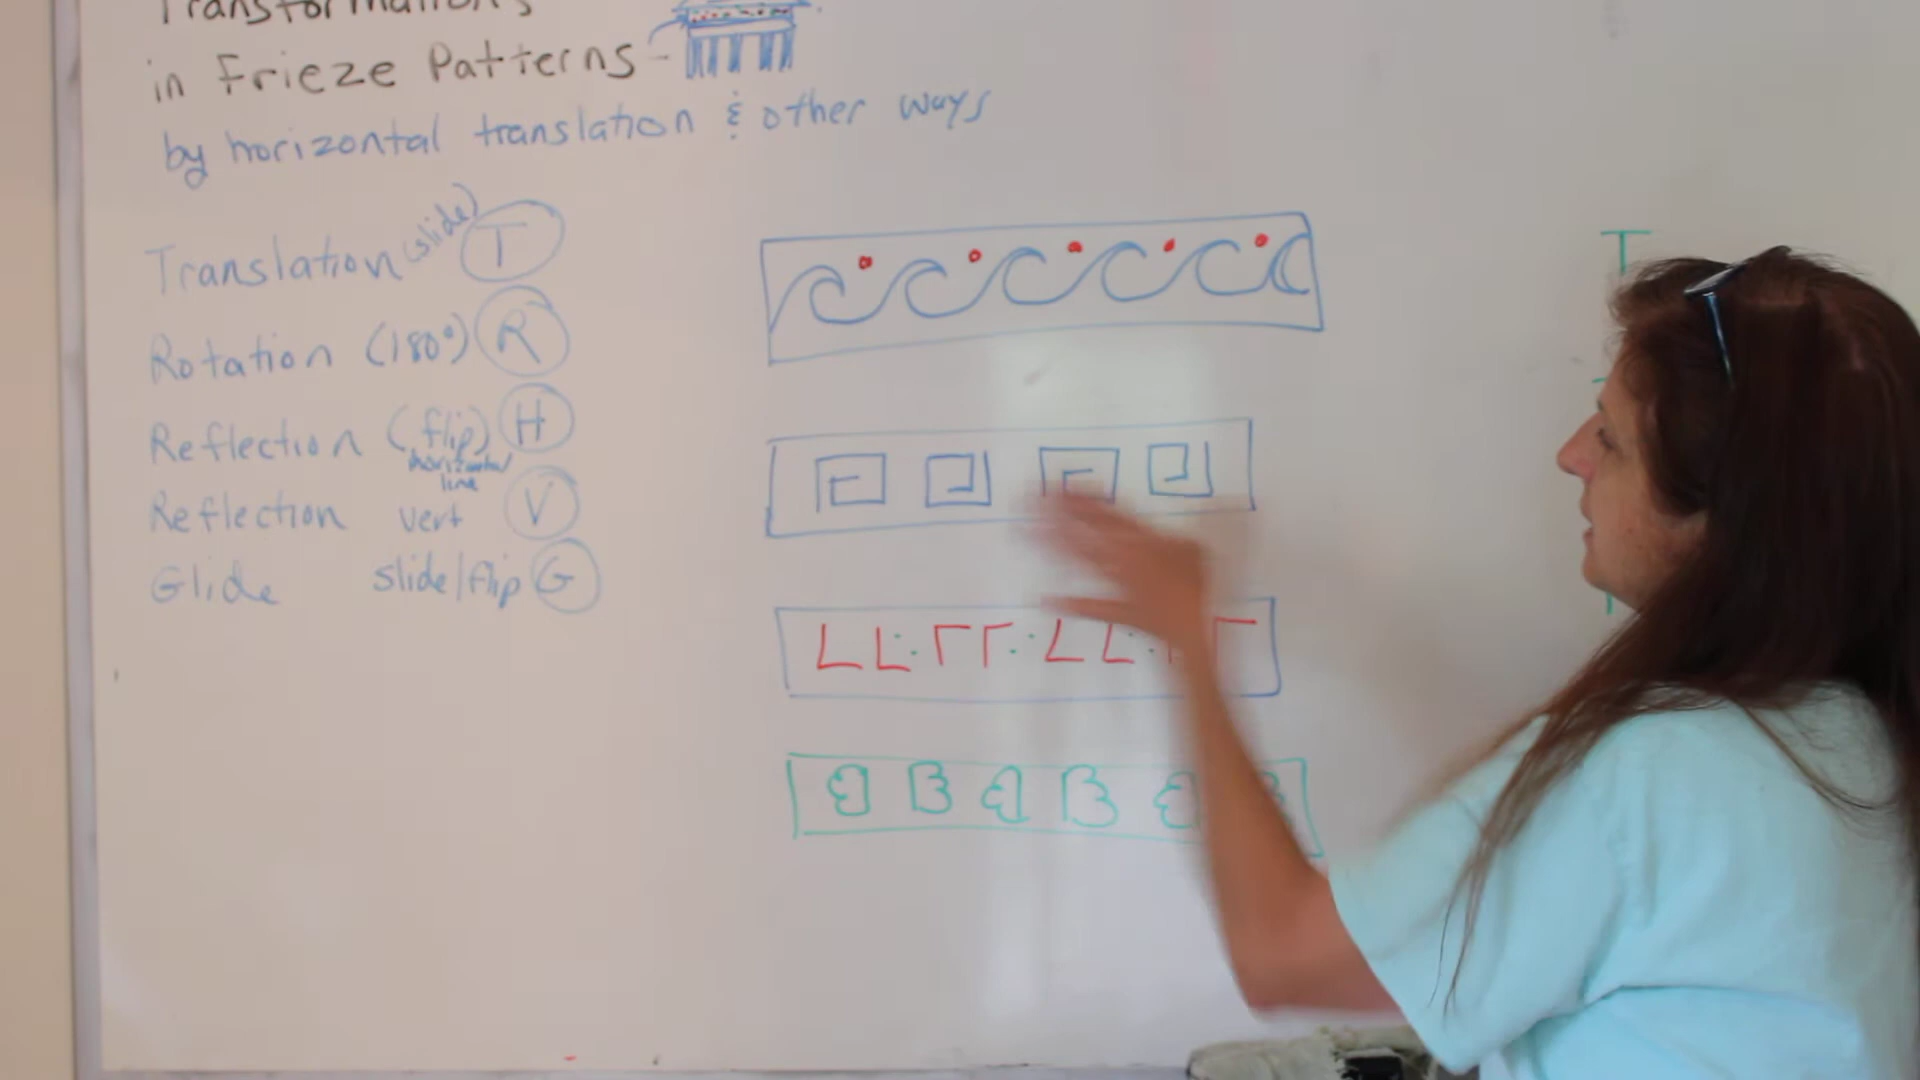 Transformations
in Frieze Patterns -
by horizontal translation & other ways
Translation (slide) T
Rotation (180°) R
Reflection (flip) H
horizontal
line
Reflection vert V
Glide slide/flip G
T
L L : Γ Γ : L L : Γ Γ
B B B